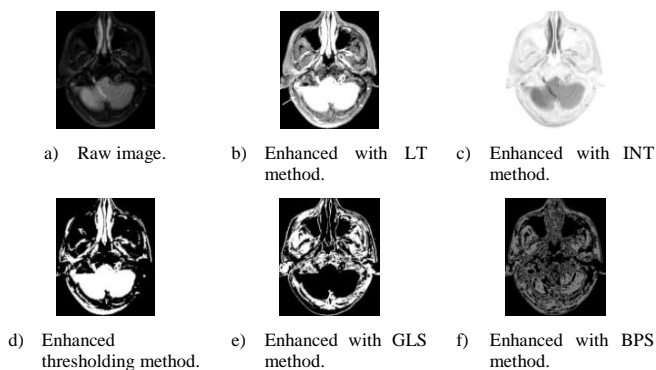 a) Raw image.
b) Enhanced with LT
method.
c) Enhanced with INT
method.
d) Enhanced
thresholding method.
e) Enhanced with GLS
method.
f) Enhanced with BPS
method.